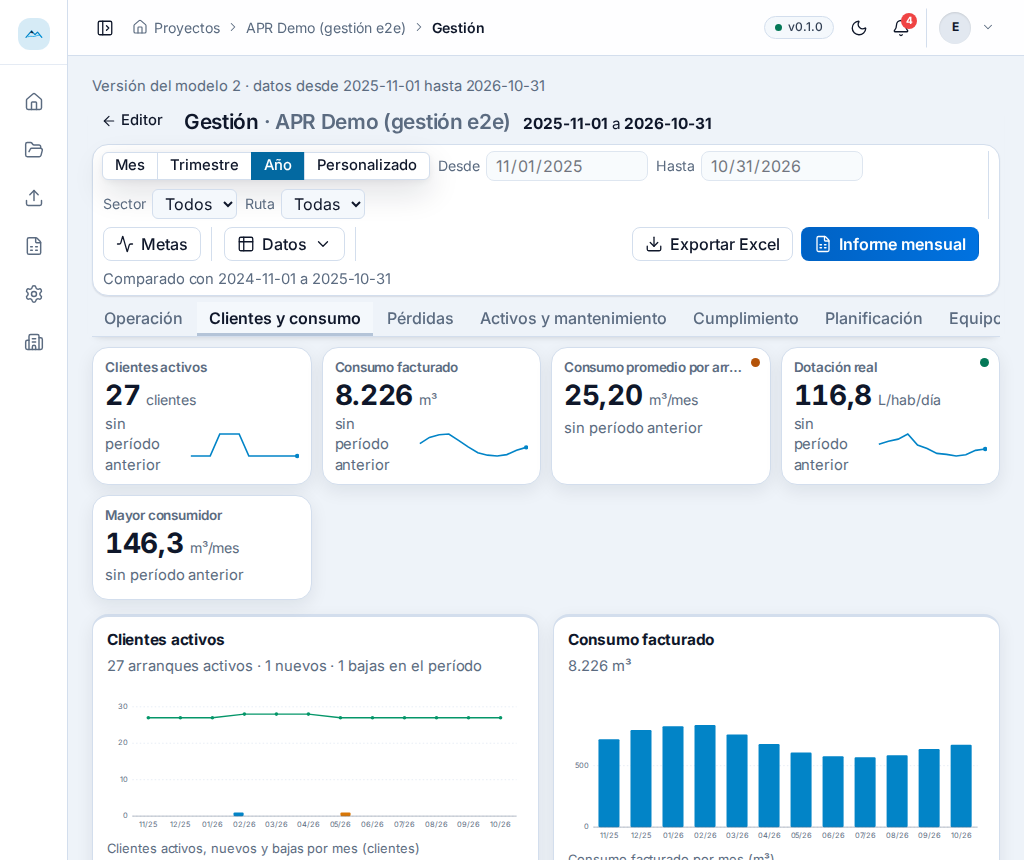 Proyectos > APR Demo (gestión e2e) > Gestión
v0.1.0
4
E
Versión del modelo 2 · datos desde 2025-11-01 hasta 2026-10-31
← Editor
Gestión · APR Demo (gestión e2e)
2025-11-01 a 2026-10-31
Mes Trimestre Año Personalizado Desde 11/01/2025 Hasta 10/31/2026
Sector Todos Ruta Todas
Metas Datos Exportar Excel Informe mensual
Comparado con 2024-11-01 a 2025-10-31
Operación Clientes y consumo Pérdidas Activos y mantenimiento Cumplimiento Planificación Equipo
Clientes activos
27 clientes
sin
período
anterior
Consumo facturado
8.226 m³
sin
período
anterior
Consumo promedio por arr...
25,20 m³/mes
sin período anterior
Dotación real
116,8 L/hab/día
sin
período
anterior
Mayor consumidor
146,3 m³/mes
sin período anterior
Clientes activos
27 arranques activos · 1 nuevos · 1 bajas en el período
30
20
10
0
11/25 12/25 01/26 02/26 03/26 04/26 05/26 06/26 07/26 08/26 09/26 10/26
Clientes activos, nuevos y bajas por mes (clientes)
Consumo facturado
8.226 m³
500
0
11/25 12/25 01/26 02/26 03/26 04/26 05/26 06/26 07/26 08/26 09/26 10/26
Consumo facturado por mes (m³)